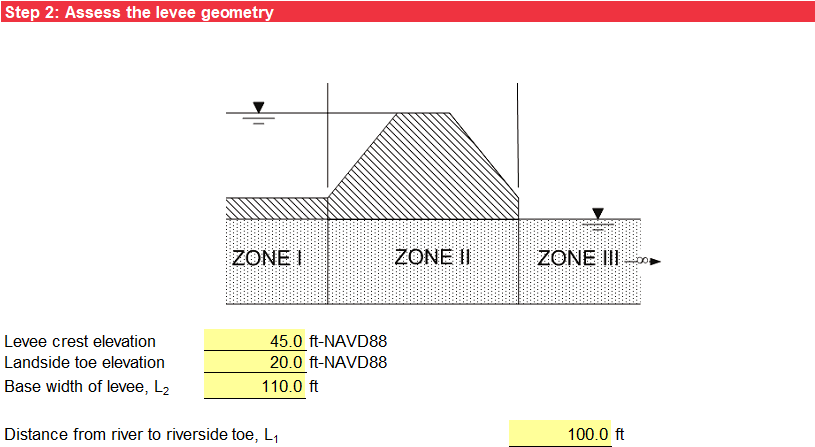 Step 2: Assess the levee geometry
ZONE I ZONE II ZONE III ∞
Levee crest elevation 45.0 ft-NAVD88
Landside toe elevation 20.0 ft-NAVD88
Base width of levee, L₂ 110.0 ft
Distance from river to riverside toe, L₁ 100.0 ft